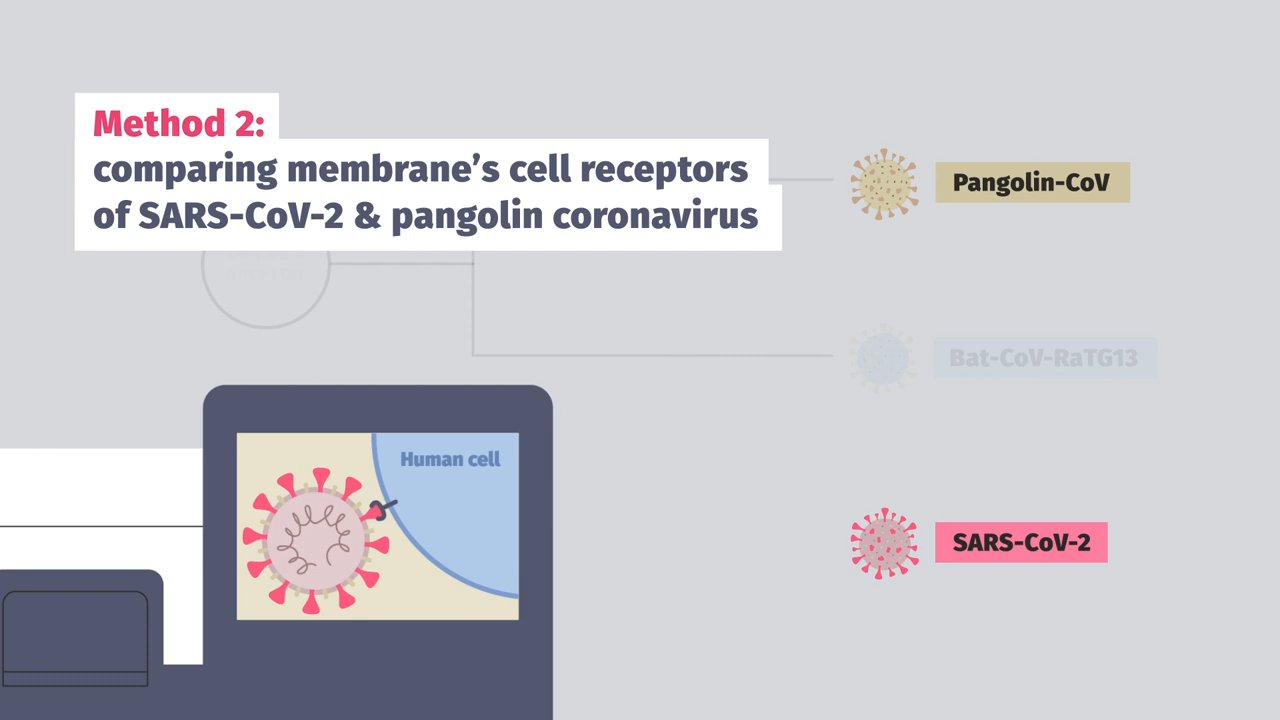 Method 2:
comparing membrane’s cell receptors
of SARS-CoV-2 & pangolin coronavirus
Pangolin-CoV
Bat-CoV-RaTG13
Human cell
SARS-CoV-2